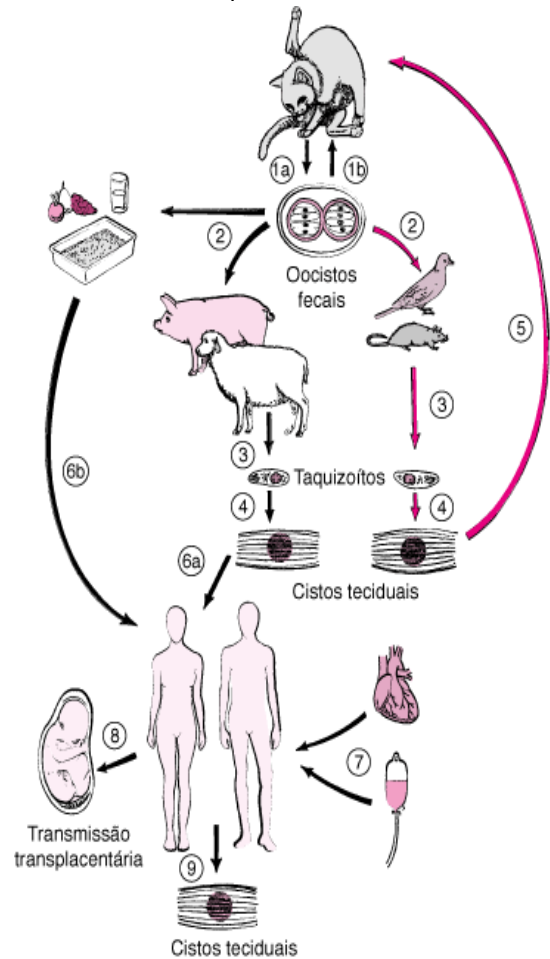 1a
1b
2
2
Oocistos
fecais
5
3
3
Taquizoítos
4
4
6b
6a
Cistos teciduais
8
7
Transmissão
transplacentária
9
Cistos teciduais